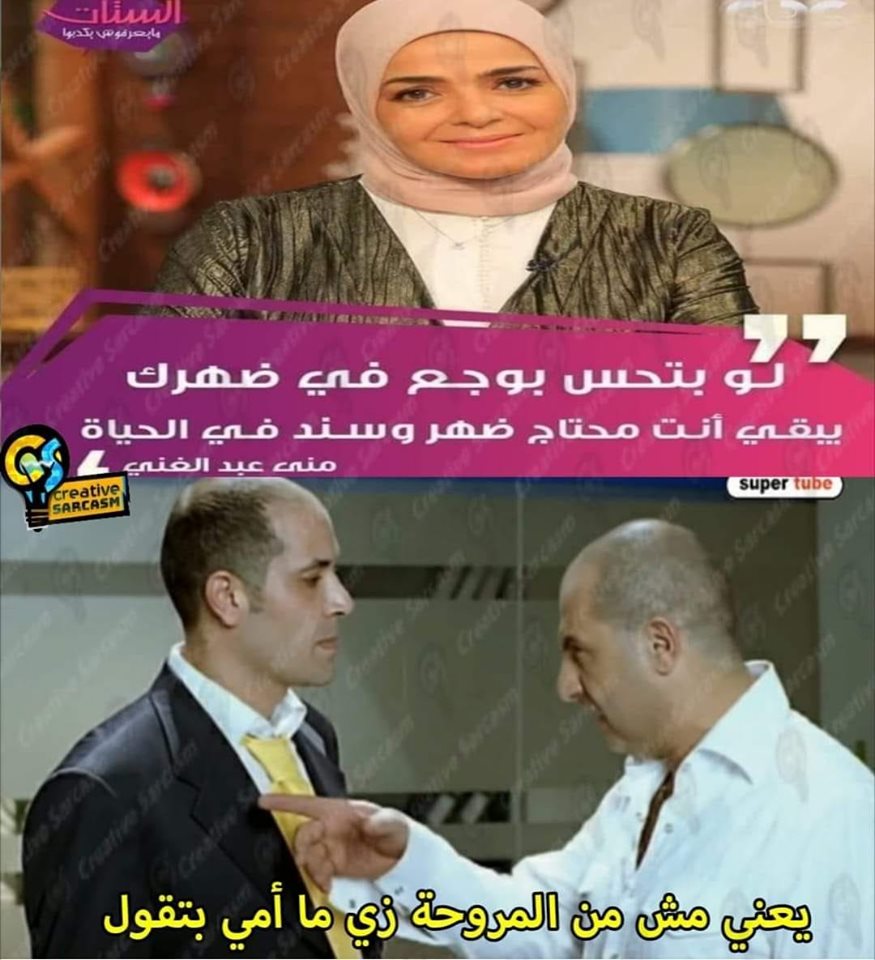 الستات
مابيعرفوش يكدبوا
لو بتحس بوجع في ضهرك
يبقي أنت محتاج ضهر وسند في الحياة
منى عبد الغني
creative
SARCASM
super tube
يعني مش من المروحة زي ما أمي بتقول